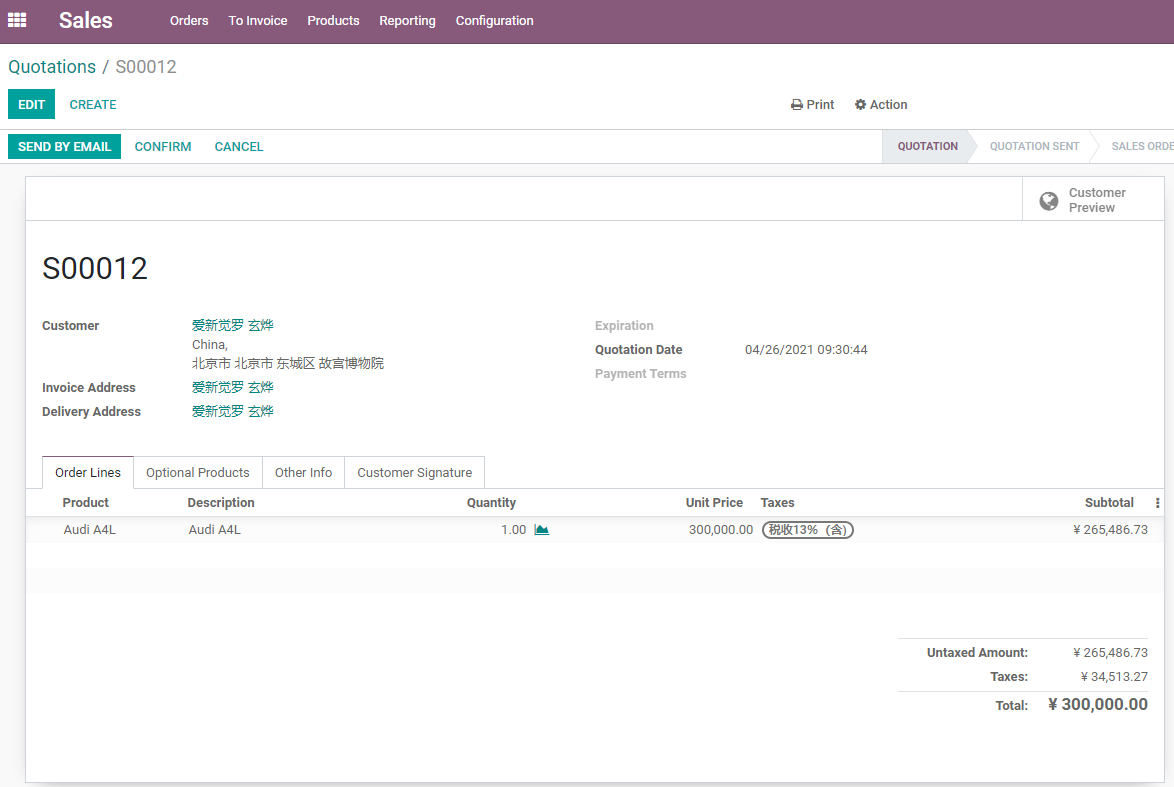 Sales Orders To Invoice Products Reporting Configuration
Quotations / S00012
EDIT CREATE Print Action
SEND BY EMAIL CONFIRM CANCEL QUOTATION QUOTATION SENT SALES ORDE
Customer
Preview
S00012
Customer 爱新觉罗 玄烨 Expiration
China,
Quotation Date 04/26/2021 09:30:44
北京市 北京市 东城区 故宫博物院
Payment Terms
Invoice Address 爱新觉罗 玄烨
Delivery Address 爱新觉罗 玄烨
Order Lines Optional Products Other Info Customer Signature
Product Description Quantity Unit Price Taxes Subtotal
Audi A4L Audi A4L 1.00 300,000.00 税收13%（含） ¥ 265,486.73
Untaxed Amount: ¥ 265,486.73
Taxes: ¥ 34,513.27
Total: ¥ 300,000.00